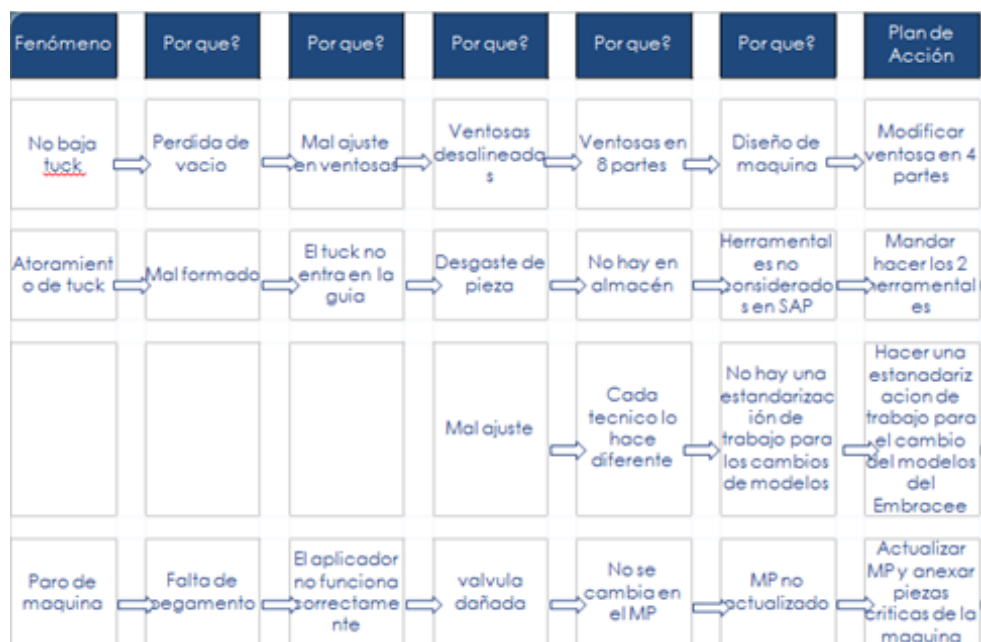 Fenómeno
Por que?
Por que?
Por que?
Por que?
Por que?
Plan de
Acción
No baja
tuck
Perdida de
vacio
Mal ajuste
en ventosas
Ventosas
desalineada
s
Ventosas en
8 partes
Diseño de
maquina
Modificar
ventosa en 4
partes
Atoramient
o de tuck
Mal formado
El tuck no
entra en la
guia
Desgaste de
pieza
No hay en
almacén
Herramental
es no
considerado
s en SAP
Mandar
hacer los 2
herramental
es
Mal ajuste
Cada
tecnico lo
hace
diferente
No hay una
estandarizac
ión de
trabajo para
los cambios
de modelos
Hacer una
estanadariz
acion de
trabajo para
el cambio
del modelos
del
Embracee
Paro de
maquina
Falta de
pegamento
El aplicador
no funciona
correctame
nte
valvula
dañada
No se
cambia en
el MP
MP no
actualizado
Actualizar
MP y anexar
piezas
criticas de la
maquina